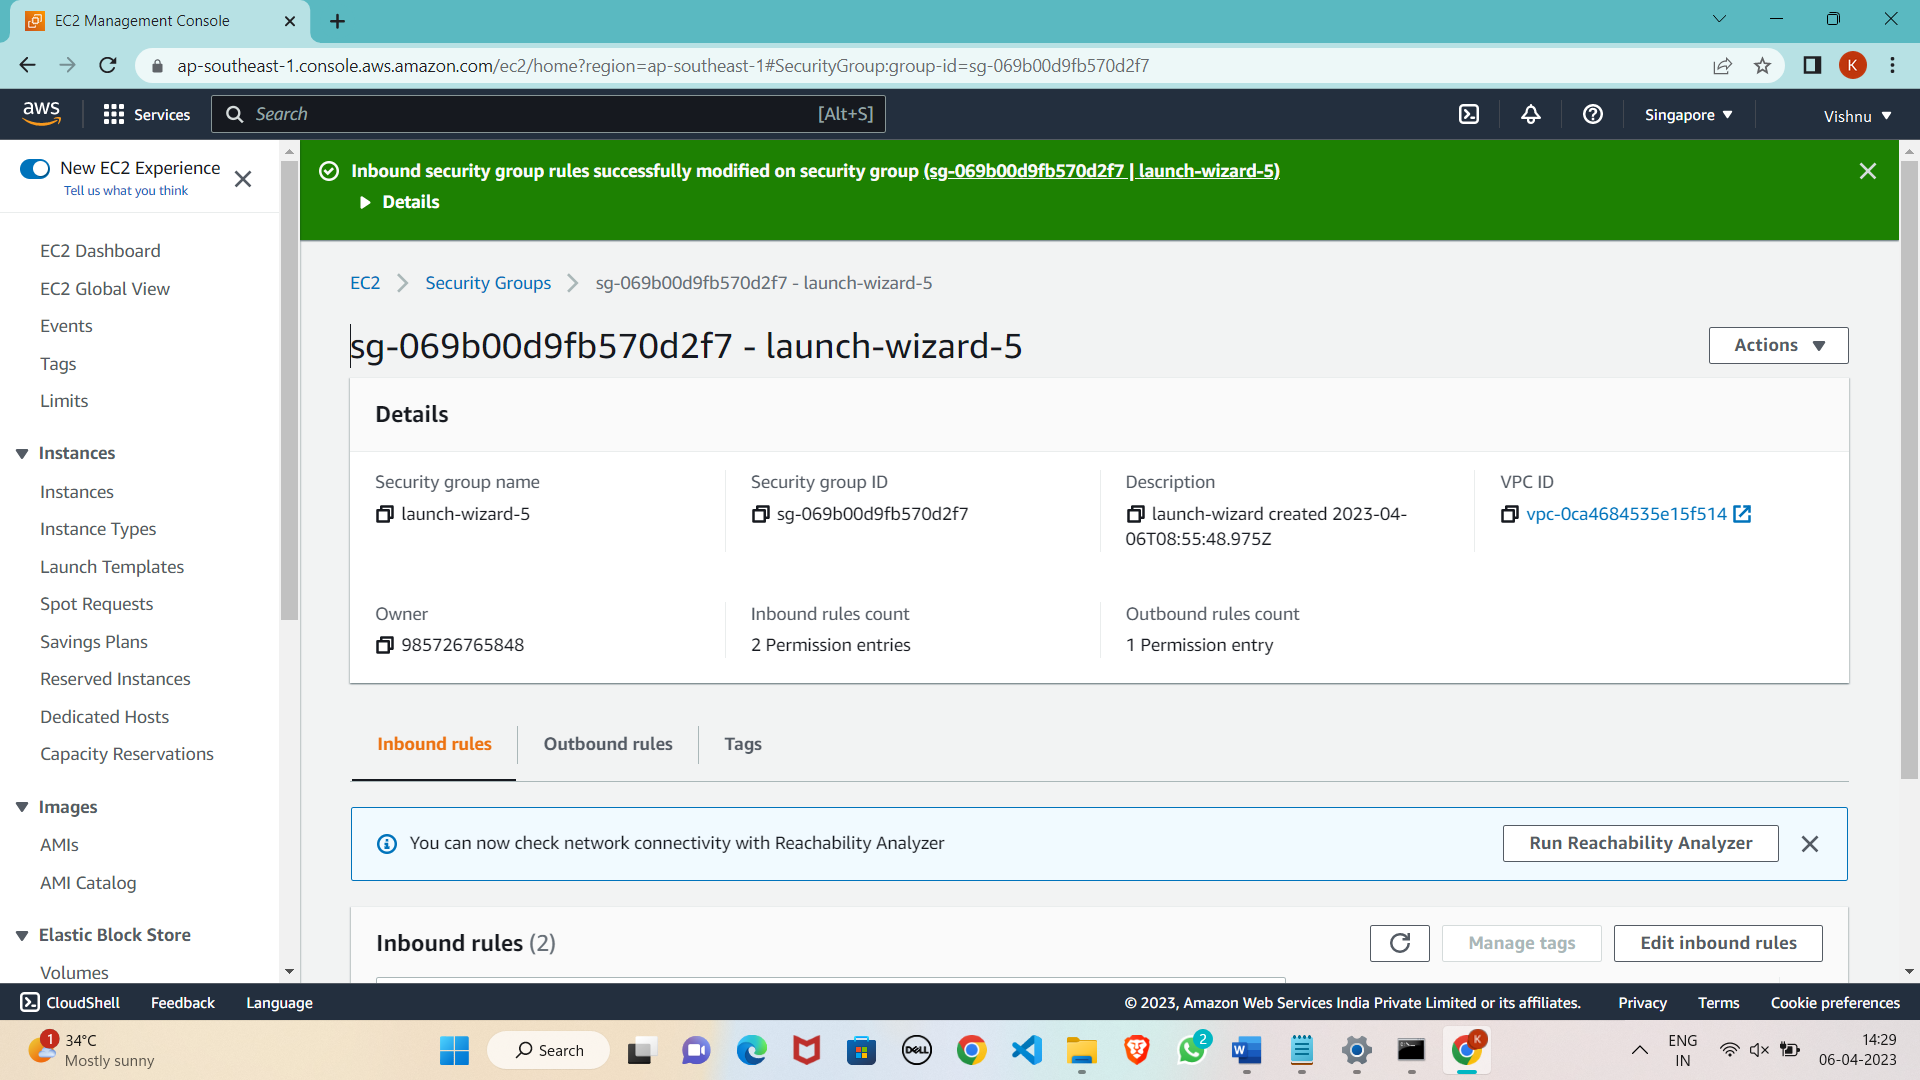 EC2 Management Console
ap-southeast-1.console.aws.amazon.com/ec2/home?region=ap-southeast-1#SecurityGroup:group-id=sg-069b00d9fb570d2f7
K
aws
Services
Search
[Alt+S]
Singapore
Vishnu
New EC2 Experience
Tell us what you think
EC2 Dashboard
EC2 Global View
Events
Tags
Limits
Instances
Instances
Instance Types
Launch Templates
Spot Requests
Savings Plans
Reserved Instances
Dedicated Hosts
Capacity Reservations
Images
AMIs
AMI Catalog
Elastic Block Store
Volumes
Inbound security group rules successfully modified on security group (sg-069b00d9fb570d2f7 | launch-wizard-5)
Details
EC2 > Security Groups > sg-069b00d9fb570d2f7 - launch-wizard-5
sg-069b00d9fb570d2f7 - launch-wizard-5
Actions
Details
Security group name
launch-wizard-5
Security group ID
sg-069b00d9fb570d2f7
Description
launch-wizard created 2023-04-
06T08:55:48.975Z
VPC ID
vpc-0ca4684535e15f514
Owner
985726765848
Inbound rules count
2 Permission entries
Outbound rules count
1 Permission entry
Inbound rules
Outbound rules
Tags
You can now check network connectivity with Reachability Analyzer
Run Reachability Analyzer
Inbound rules (2)
Manage tags
Edit inbound rules
CloudShell
Feedback
Language
© 2023, Amazon Web Services India Private Limited or its affiliates.
Privacy
Terms
Cookie preferences
1
34°C
Mostly sunny
Search
DELL
2
W
K
ENG
IN
14:29
06-04-2023